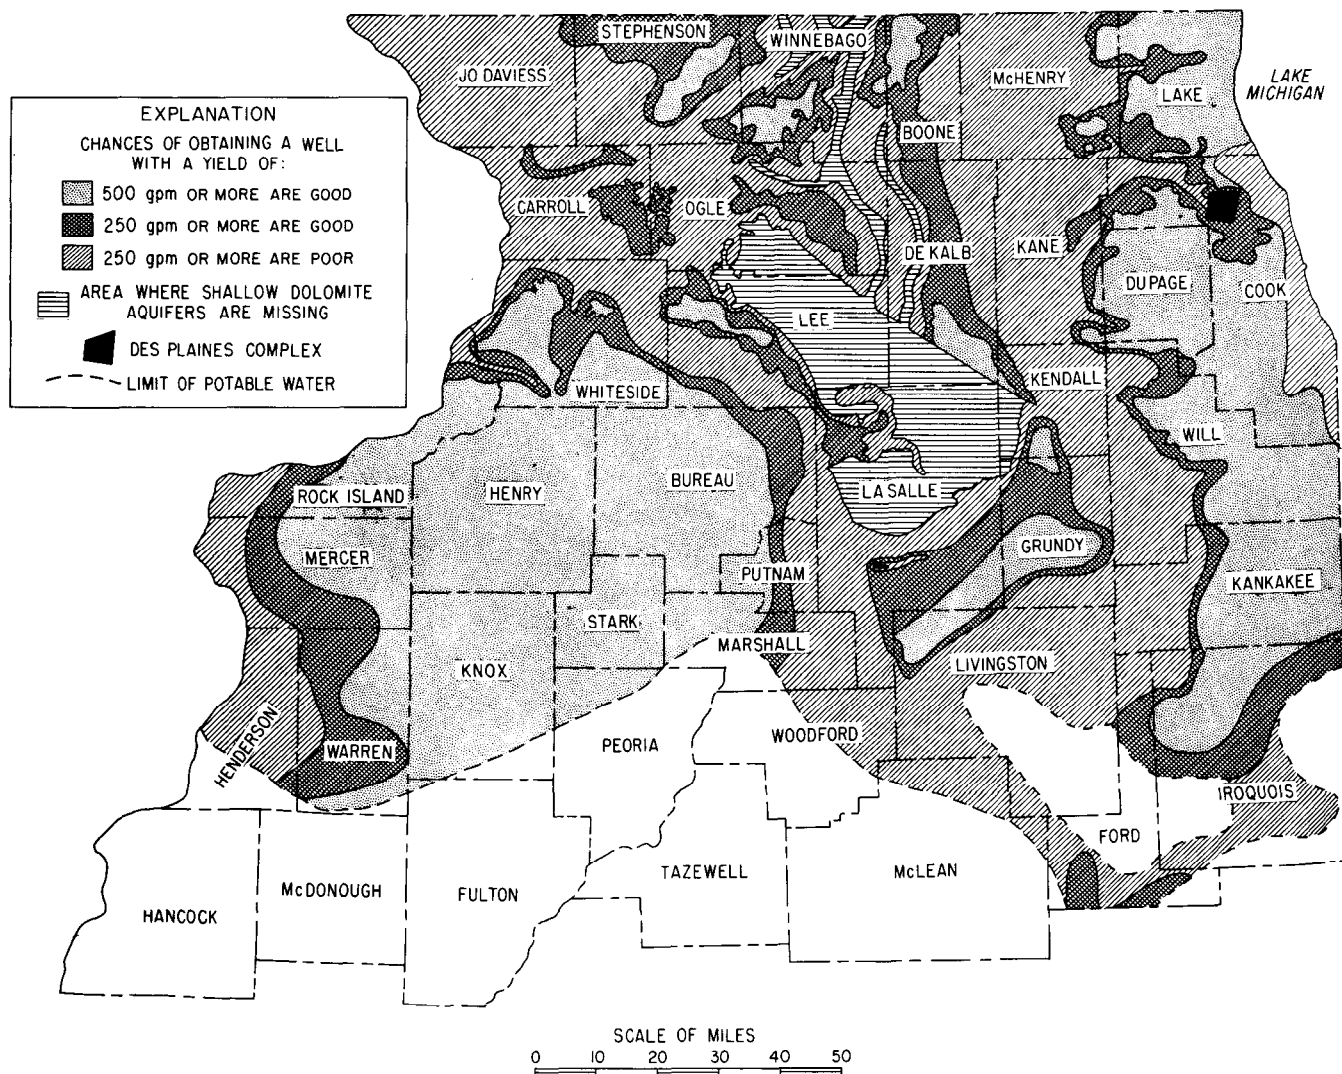 EXPLANATION
CHANCES OF OBTAINING A WELL
WITH A YIELD OF:
500 gpm OR MORE ARE GOOD
250 gpm OR MORE ARE GOOD
250 gpm OR MORE ARE POOR
AREA WHERE SHALLOW DOLOMITE
AQUIFERS ARE MISSING
DES PLAINES COMPLEX
LIMIT OF POTABLE WATER
STEPHENSON
WINNEBAGO
JO DAVIESS
McHENRY
LAKE
LAKE
MICHIGAN
BOONE
CARROLL
OGLE
DE KALB
KANE
DU PAGE
COOK
LEE
WHITESIDE
KENDALL
WILL
ROCK ISLAND
HENRY
BUREAU
LA SALLE
MERCER
PUTNAM
GRUNDY
KANKAKEE
STARK
KNOX
MARSHALL
LIVINGSTON
HENDERSON
WARREN
PEORIA
WOODFORD
IROQUOIS
FORD
HANCOCK
McDONOUGH
FULTON
TAZEWELL
McLEAN
SCALE OF MILES
0 10 20 30 40 50